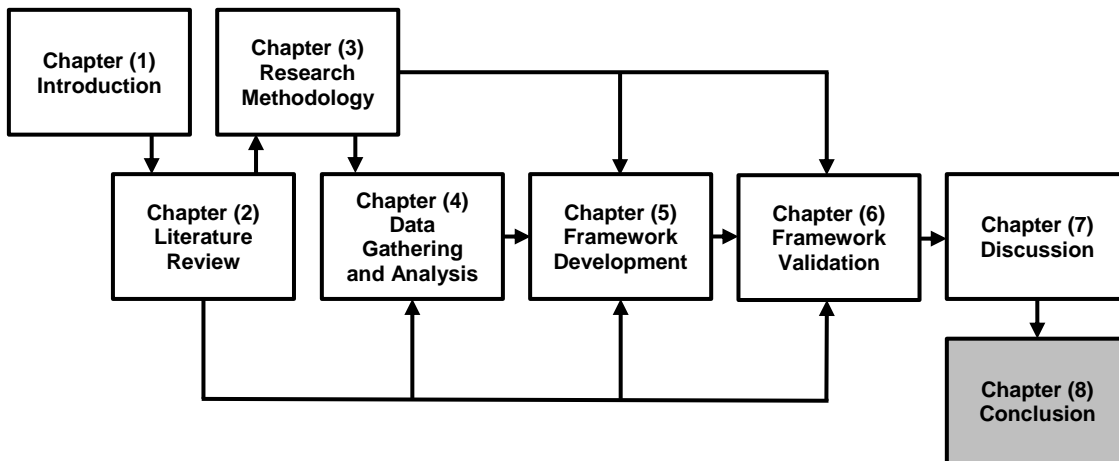 Chapter (1)
Introduction
Chapter (3)
Research
Methodology
Chapter (2)
Literature
Review
Chapter (4)
Data
Gathering
and Analysis
Chapter (5)
Framework
Development
Chapter (6)
Framework
Validation
Chapter (7)
Discussion
Chapter (8)
Conclusion